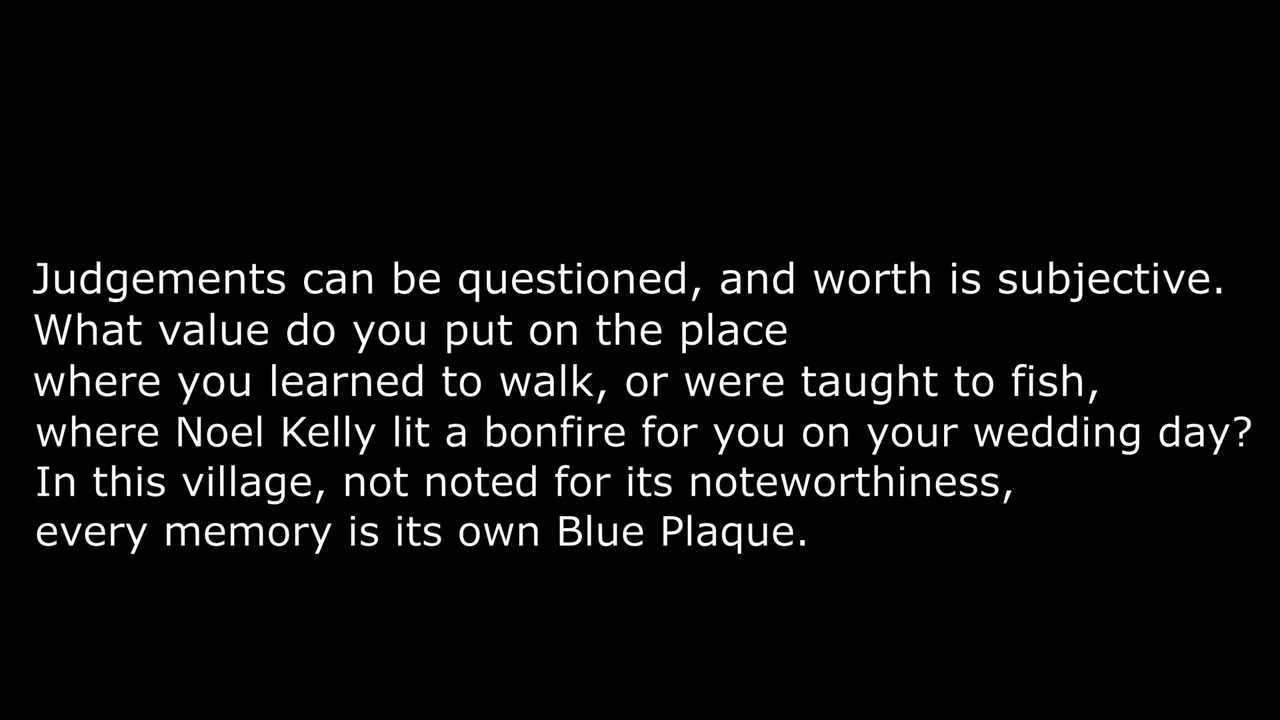 Judgements can be questioned, and worth is subjective.
What value do you put on the place
where you learned to walk, or were taught to fish,
where Noel Kelly lit a bonfire for you on your wedding day?
In this village, not noted for its noteworthiness,
every memory is its own Blue Plaque.